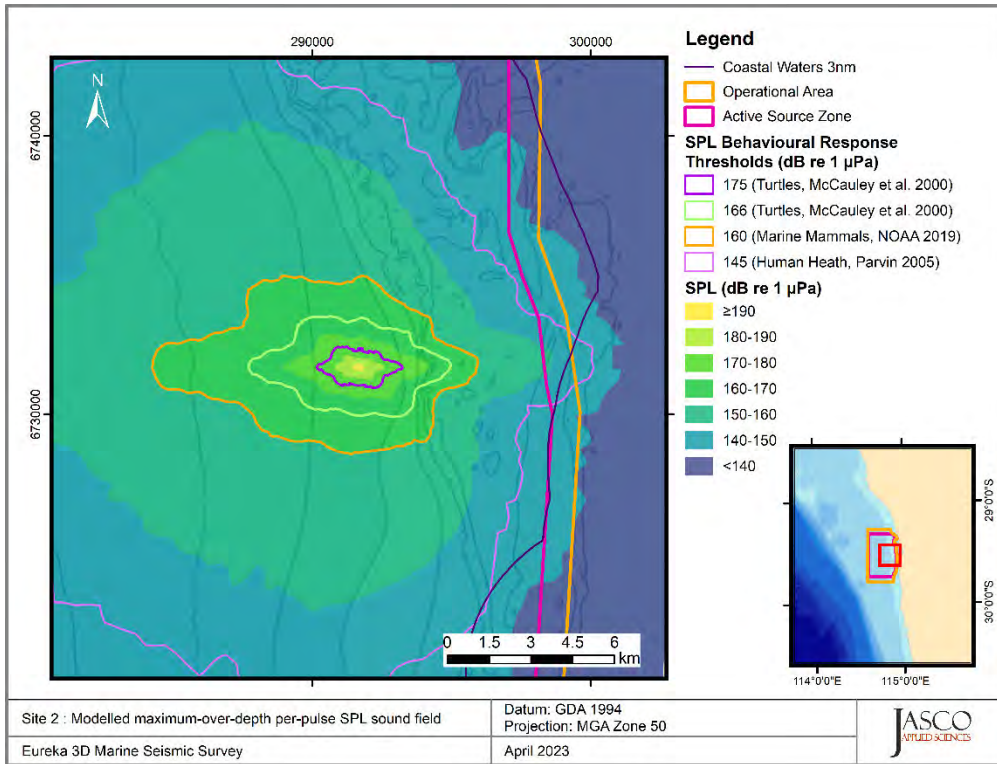 290000
300000
N
6740000
6730000
0 1.5 3 4.5 6
km
Legend
Coastal Waters 3nm
Operational Area
Active Source Zone
SPL Behavioural Response
Thresholds (dB re 1 µPa)
175 (Turtles, McCauley et al. 2000)
166 (Turtles, McCauley et al. 2000)
160 (Marine Mammals, NOAA 2019)
145 (Human Heath, Parvin 2005)
SPL (dB re 1 µPa)
≥190
180-190
170-180
160-170
150-160
140-150
<140
29°0'0"S
30°0'0"S
114°0'0"E 115°0'0"E
Site 2 : Modelled maximum-over-depth per-pulse SPL sound field
Datum: GDA 1994
Projection: MGA Zone 50
Eureka 3D Marine Seismic Survey
April 2023
JASCO
APPLIED SCIENCES